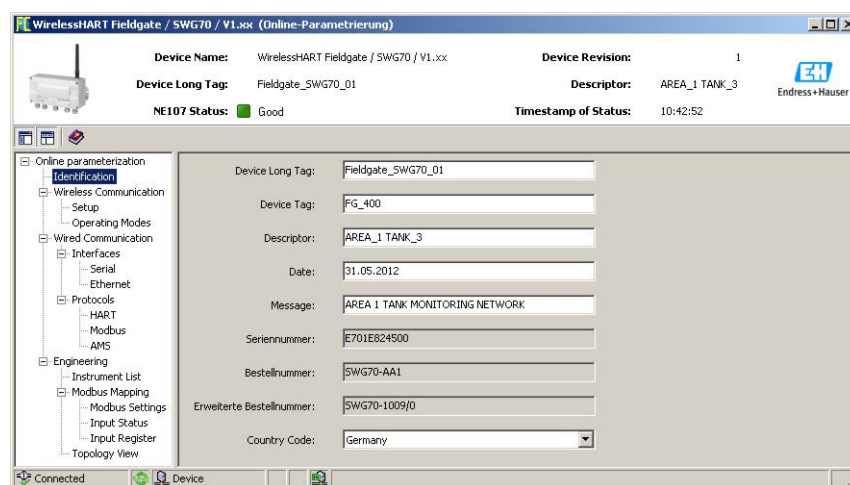 WirelessHART Fieldgate / SWG70 / V1.xx (Online-Parametrierung)
Device Name: WirelessHART Fieldgate / SWG70 / V1.xx Device Revision: 1
Device Long Tag: Fieldgate_SWG70_01 Descriptor: AREA_1 TANK_3
NE107 Status: Good Timestamp of Status: 10:42:52
EH
Endress+Hauser
Online parameterization
Identification
Wireless Communication
Setup
Operating Modes
Wired Communication
Interfaces
Serial
Ethernet
Protocols
HART
Modbus
AMS
Engineering
Instrument List
Modbus Mapping
Modbus Settings
Input Status
Input Register
Topology View
Device Long Tag: Fieldgate_SWG70_01
Device Tag: FG_400
Descriptor: AREA_1 TANK_3
Date: 31.05.2012
Message: AREA 1 TANK MONITORING NETWORK
Seriennummer: E701E824500
Bestellnummer: SWG70-AA1
Erweiterte Bestellnummer: SWG70-1009/0
Country Code: Germany
Connected Device